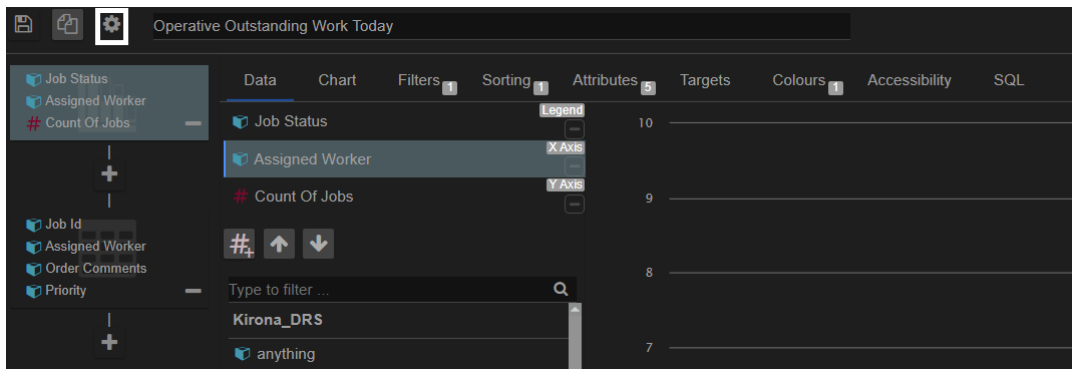 Operative Outstanding Work Today
Job Status
Assigned Worker
# Count Of Jobs
Job Id
Assigned Worker
Order Comments
Priority
Data Chart Filters 1 Sorting 1 Attributes 5 Targets Colours 1 Accessibility SQL
Job Status Legend
Assigned Worker X Axis
# Count Of Jobs Y Axis
Type to filter ...
Kirona_DRS
anything
10
9
8
7